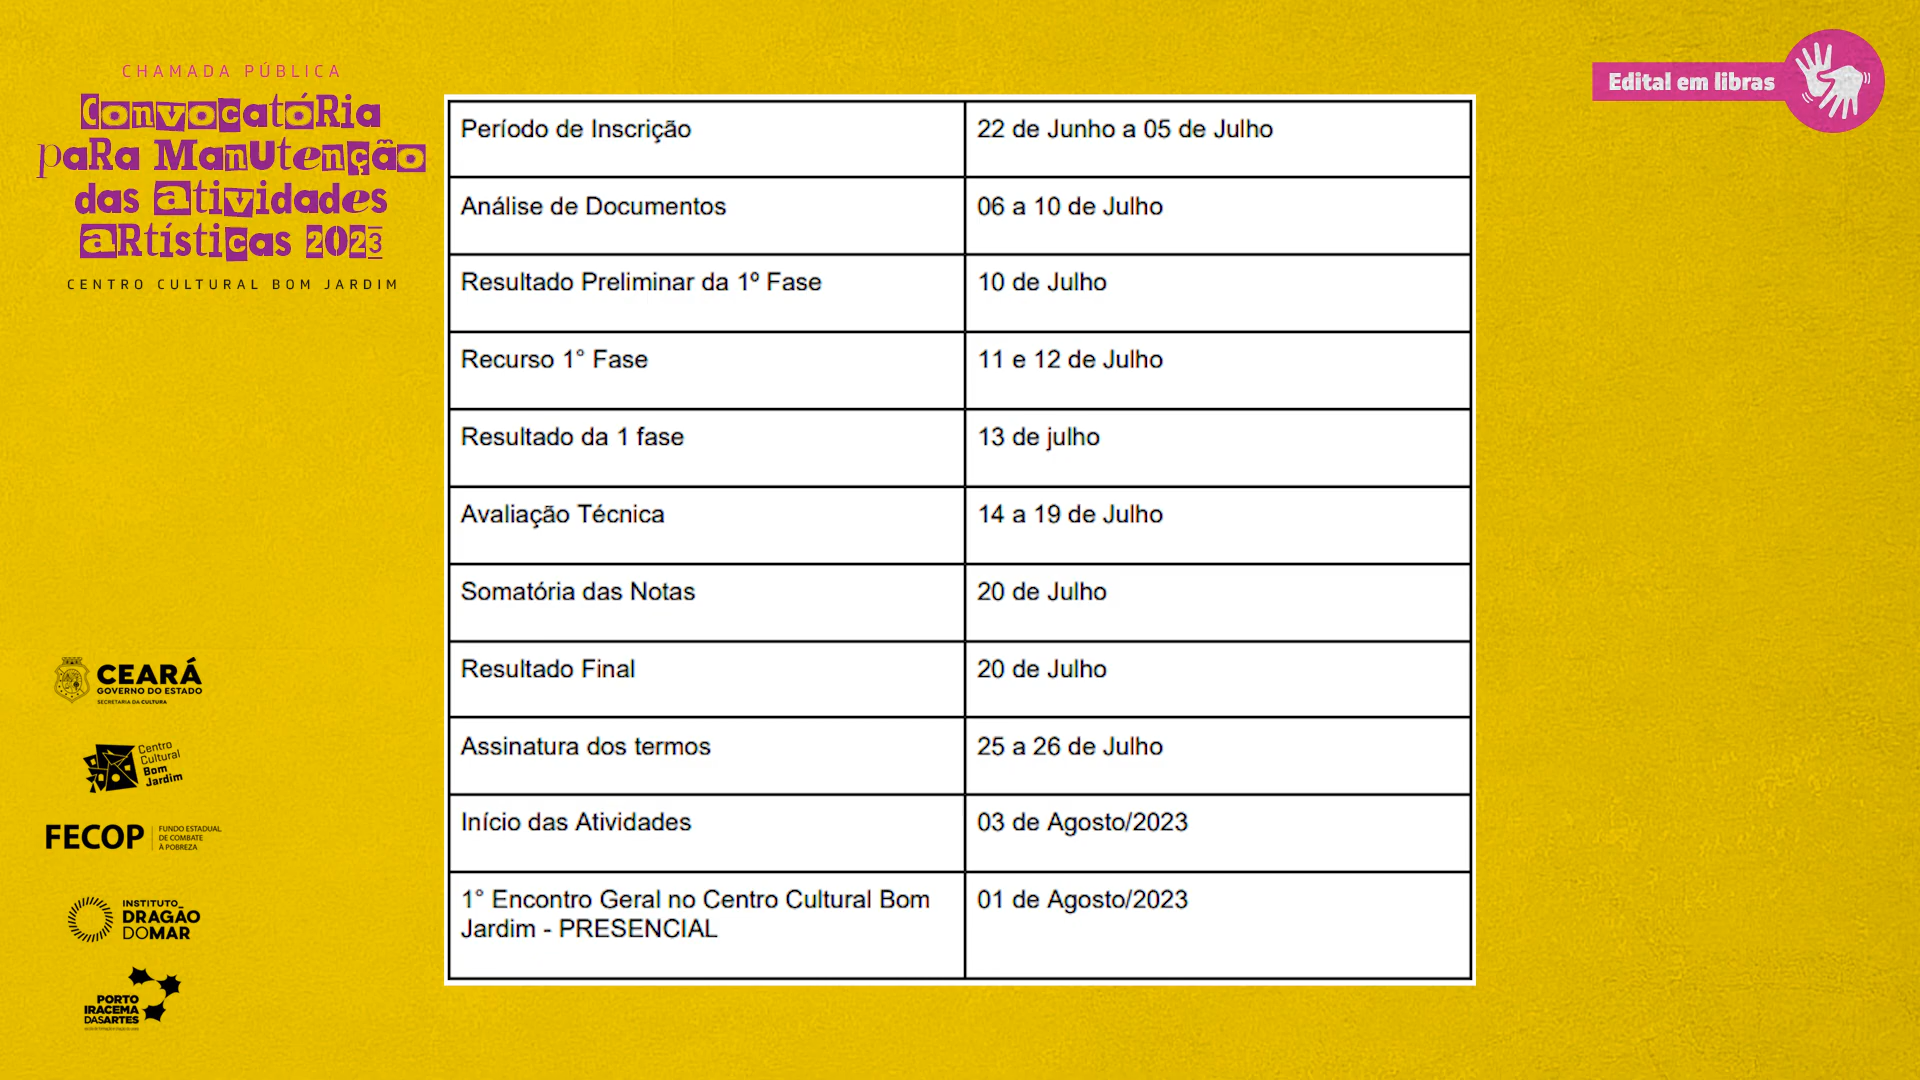 CHAMADA PÚBLICA
Convocatória
para Manutenção
das atividades
artísticas 2023
CENTRO CULTURAL BOM JARDIM
Edital em libras
Período de Inscrição 22 de Junho a 05 de Julho
Análise de Documentos 06 a 10 de Julho
Resultado Preliminar da 1º Fase 10 de Julho
Recurso 1° Fase 11 e 12 de Julho
Resultado da 1 fase 13 de julho
Avaliação Técnica 14 a 19 de Julho
Somatória das Notas 20 de Julho
Resultado Final 20 de Julho
Assinatura dos termos 25 a 26 de Julho
Início das Atividades 03 de Agosto/2023
1° Encontro Geral no Centro Cultural Bom 01 de Agosto/2023
Jardim - PRESENCIAL
CEARÁ
GOVERNO DO ESTADO
SECRETARIA DA CULTURA
Centro
Cultural
Bom
Jardim
FECOP
FUNDO ESTADUAL
DE COMBATE
À POBREZA
INSTITUTO
DRAGÃO
DOMAR
PORTO
IRACEMA
DASARTES